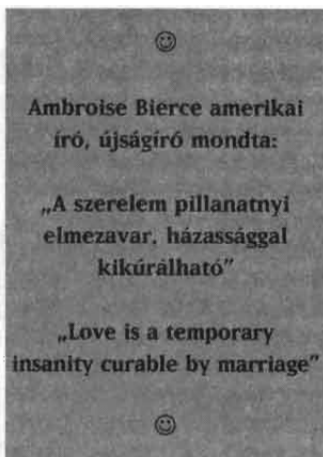 ☺
Ambroise Bierce amerikai
író, újságíró mondta:
„A szerelem pillanatnyi
elmezavar, házassággal
kikúrálható”
„Love is a temporary
insanity curable by marriage”
☺